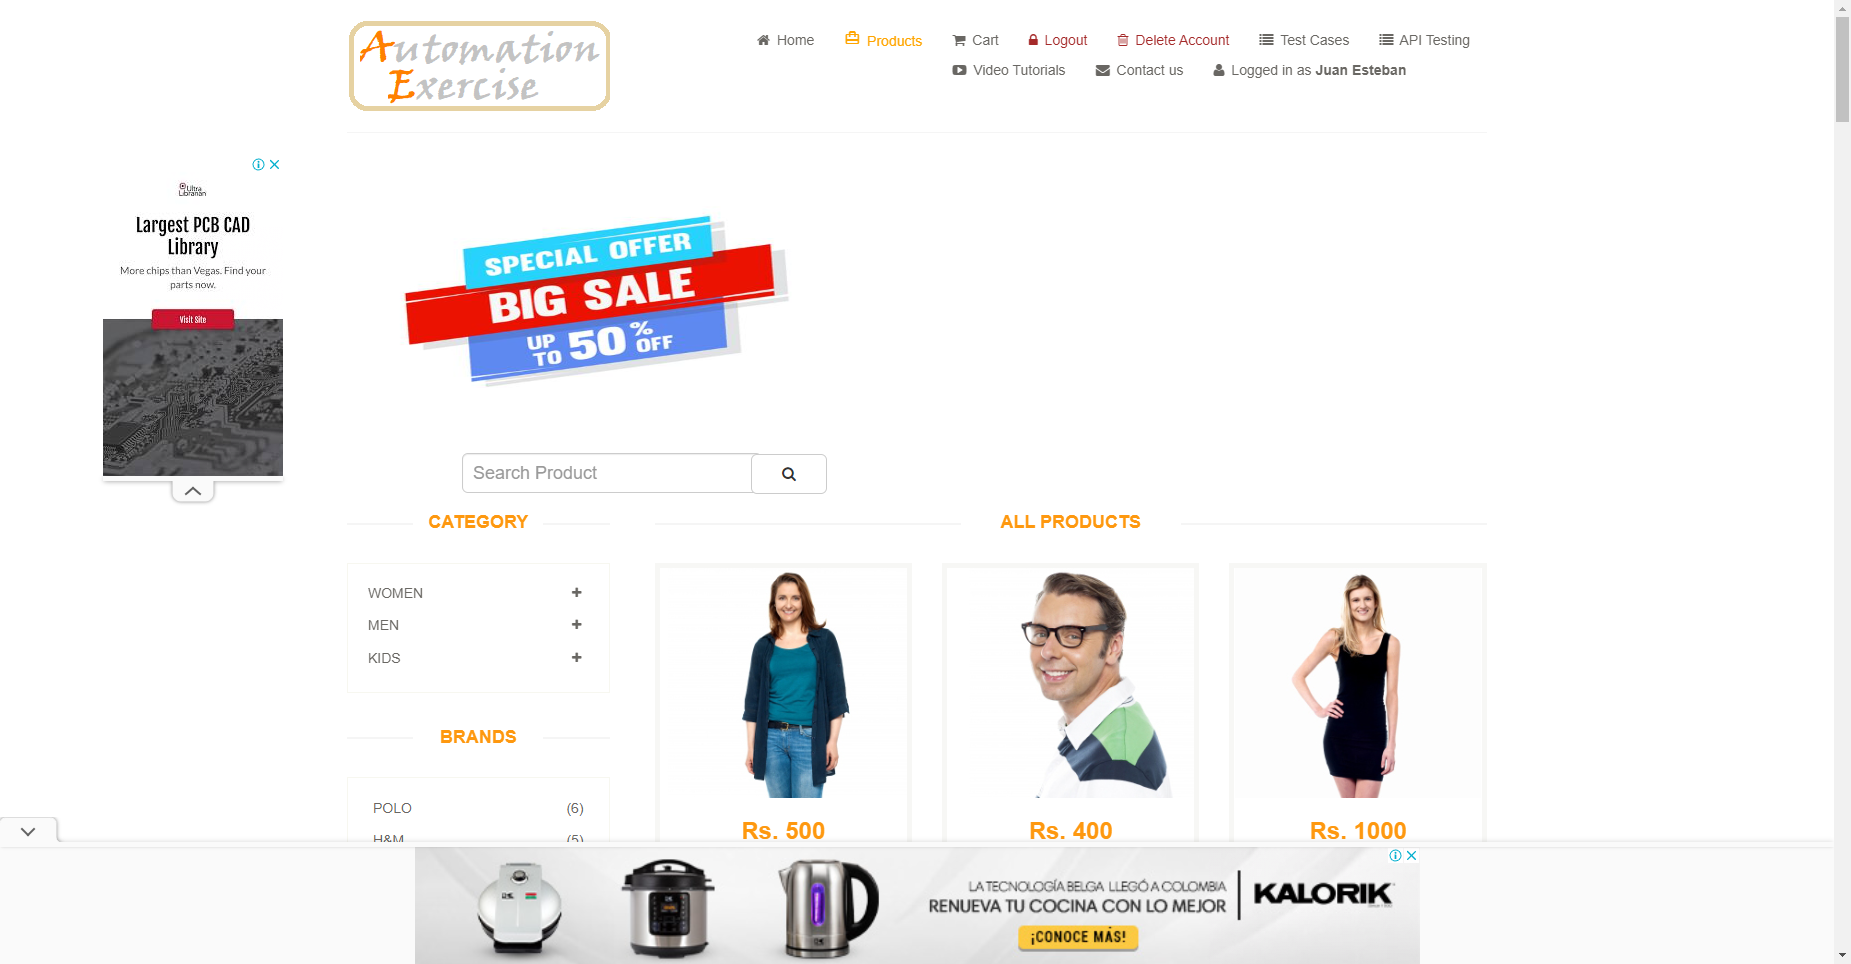 Automation
Exercise
Home
Products
Cart
Logout
Delete Account
Test Cases
API Testing
Video Tutorials
Contact us
Logged in as Juan Esteban
Ultra
Librarian
Largest PCB CAD
Library
More chips than Vegas. Find your
parts now.
Visit Site
SPECIAL OFFER
BIG SALE
UP TO 50 % OFF
Search Product
CATEGORY
WOMEN
MEN
KIDS
BRANDS
POLO (6)
H&M (5)
ALL PRODUCTS
Rs. 500
Rs. 400
Rs. 1000
LA TECNOLOGÍA BELGA LLEGÓ A COLOMBIA
RENUEVA TU COCINA CON LO MEJOR
¡CONOCE MÁS!
KALORIK